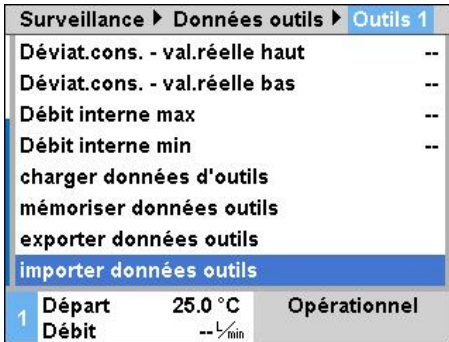 Surveillance ▶ Données outils ▶ Outils 1
Déviat.cons. - val.réelle haut --
Déviat.cons. - val.réelle bas --
Débit interne max --
Débit interne min --
charger données d'outils
mémoriser données outils
exporter données outils
importer données outils
1 Départ 25.0 °C Opérationnel
Débit -- L/min